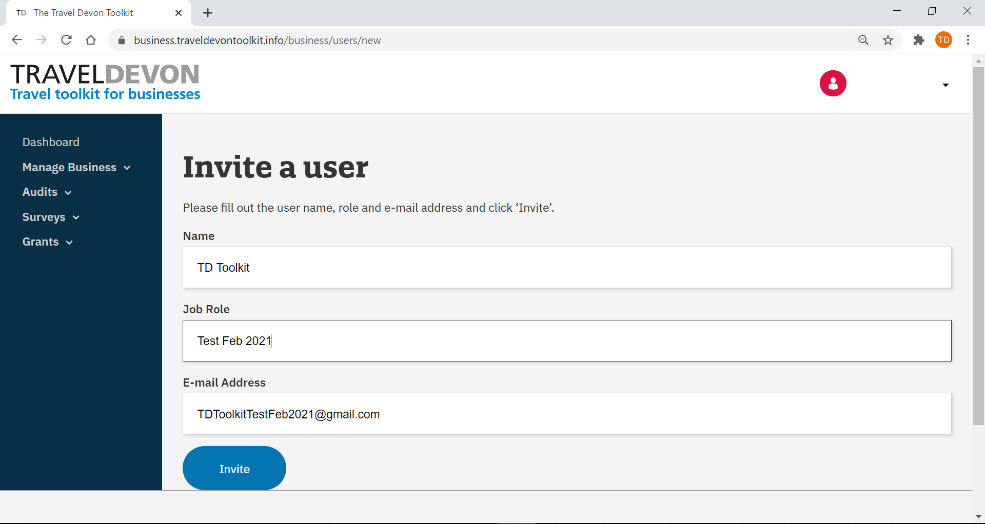 TD The Travel Devon Toolkit
business.traveldevontoolkit.info/business/users/new
TD
TRAVELDEVON
Travel toolkit for businesses
Dashboard
Manage Business
Audits
Surveys
Grants
Invite a user
Please fill out the user name, role and e-mail address and click ‘Invite’.
Name
TD Toolkit
Job Role
Test Feb 2021
E-mail Address
TDToolkitTestFeb2021@gmail.com
Invite